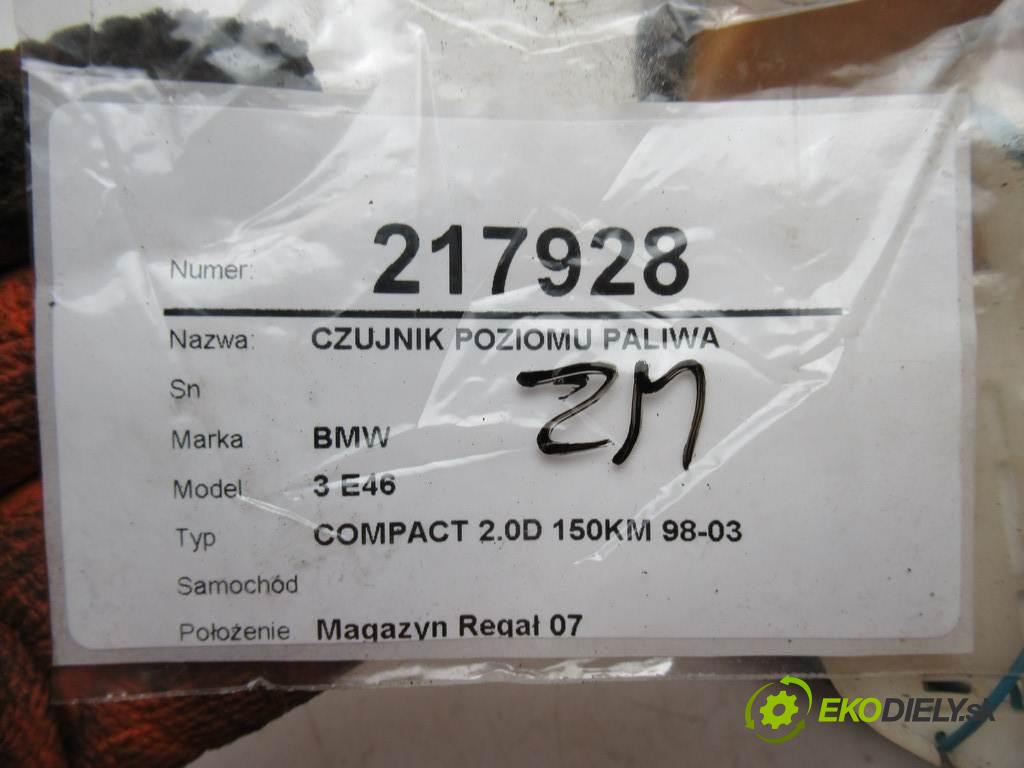 Numer: 217928
Nazwa: CZUJNIK POZIOMU PALIWA
Sn
ZM
Marka BMW
Model 3 E46
Typ COMPACT 2.0D 150KM 98-03
Samochód
Położenie Magazyn Regał 07
EKODIELY.sk